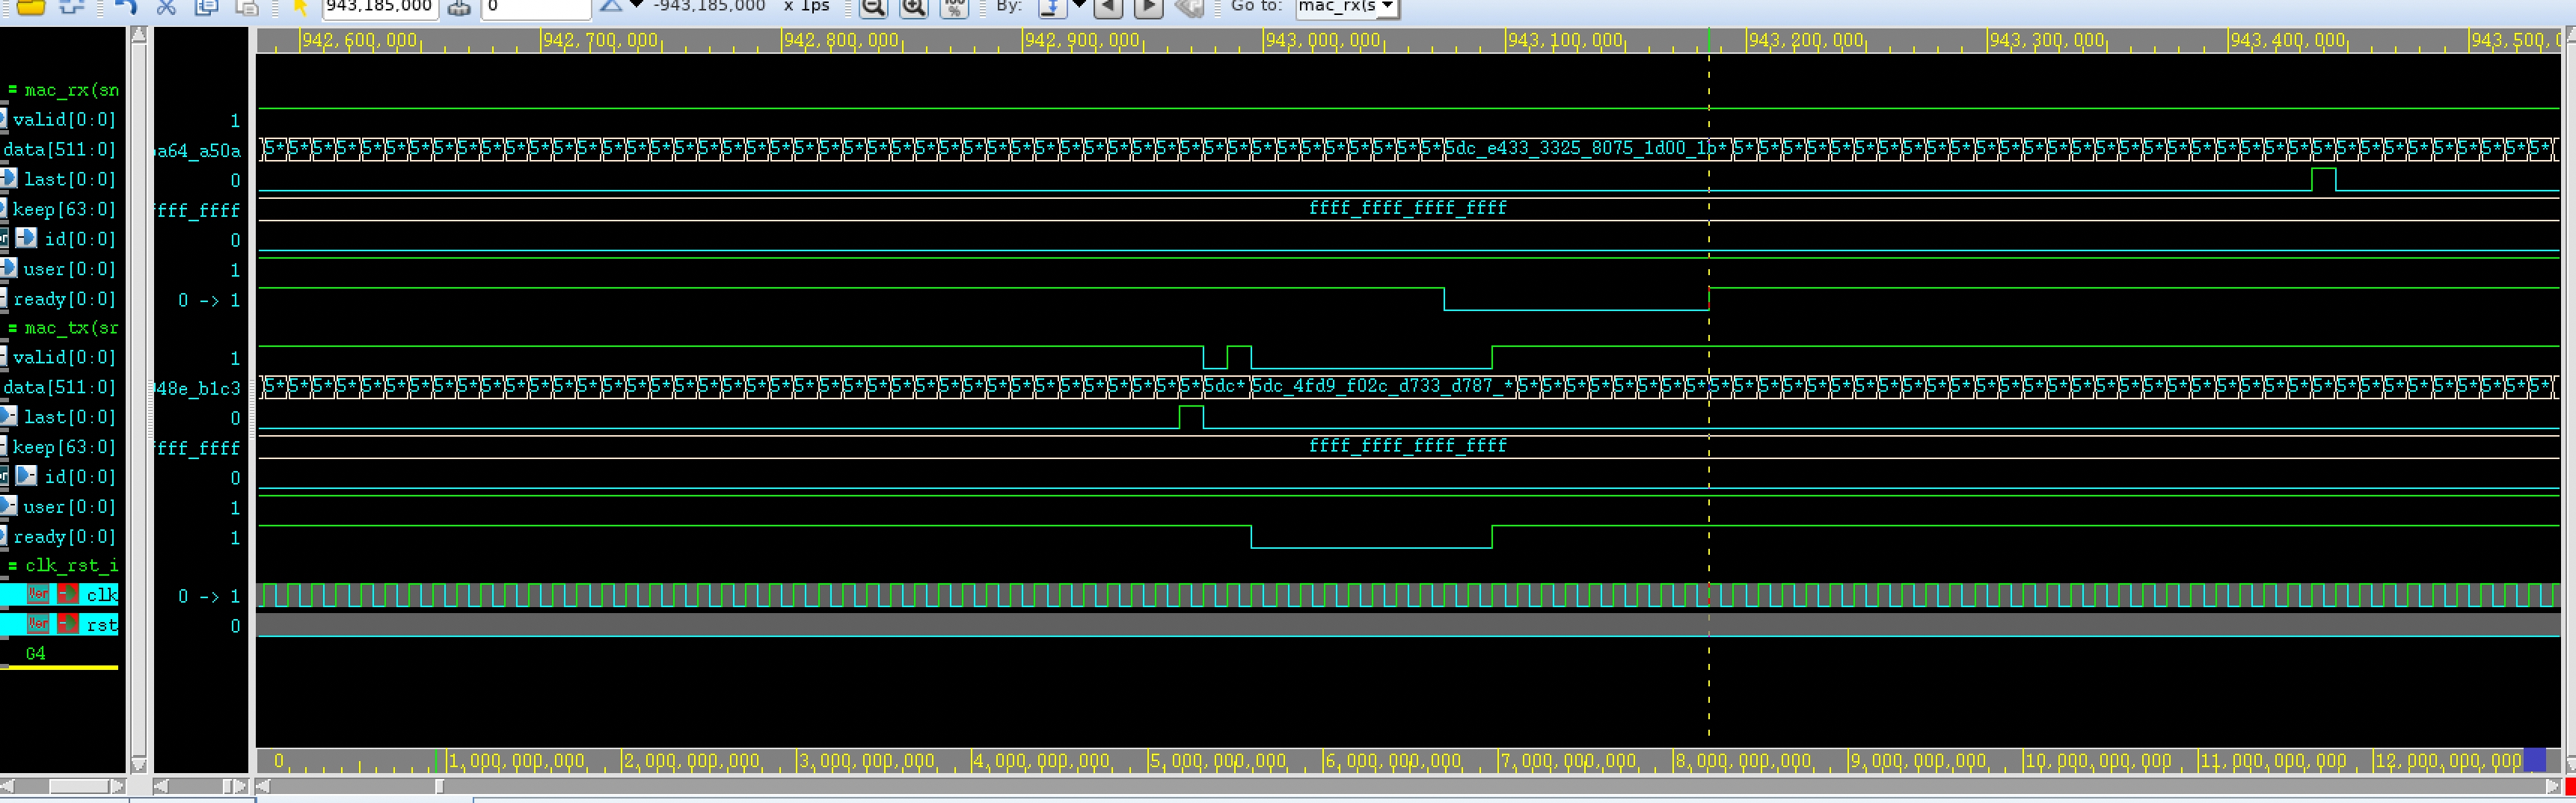 943,185,000 0 -943,185,000 x 1ps 100 % By: Go to: mac_rx(s
942,600,000 942,700,000 942,800,000 942,900,000 943,000,000 943,100,000 943,200,000 943,300,000 943,400,000 943,500,0
= mac_rx(sn
valid[0:0] 1
data[511:0] a64_a50a 5* 5dc_e433_3325_8075_1d00_1b* 5*
last[0:0] 0
keep[63:0] fff_ffff ffff_ffff_ffff_ffff
id[0:0] 0
user[0:0] 1
ready[0:0] 0 -> 1
= mac_tx(sr
valid[0:0] 1
data[511:0] 48e_b1c3 5* 5dc* 5dc_4fd9_f02c_d733_d787_* 5*
last[0:0] 0
keep[63:0] fff_ffff ffff_ffff_ffff_ffff
id[0:0] 0
user[0:0] 1
ready[0:0] 1
= clk_rst_i
Ver clk 0 -> 1
Ver rst 0
G4
0 1,000,000,000 2,000,000,000 3,000,000,000 4,000,000,000 5,000,000,000 6,000,000,000 7,000,000,000 8,000,000,000 9,000,000,000 10,000,000,000 11,000,000,000 12,000,000,000